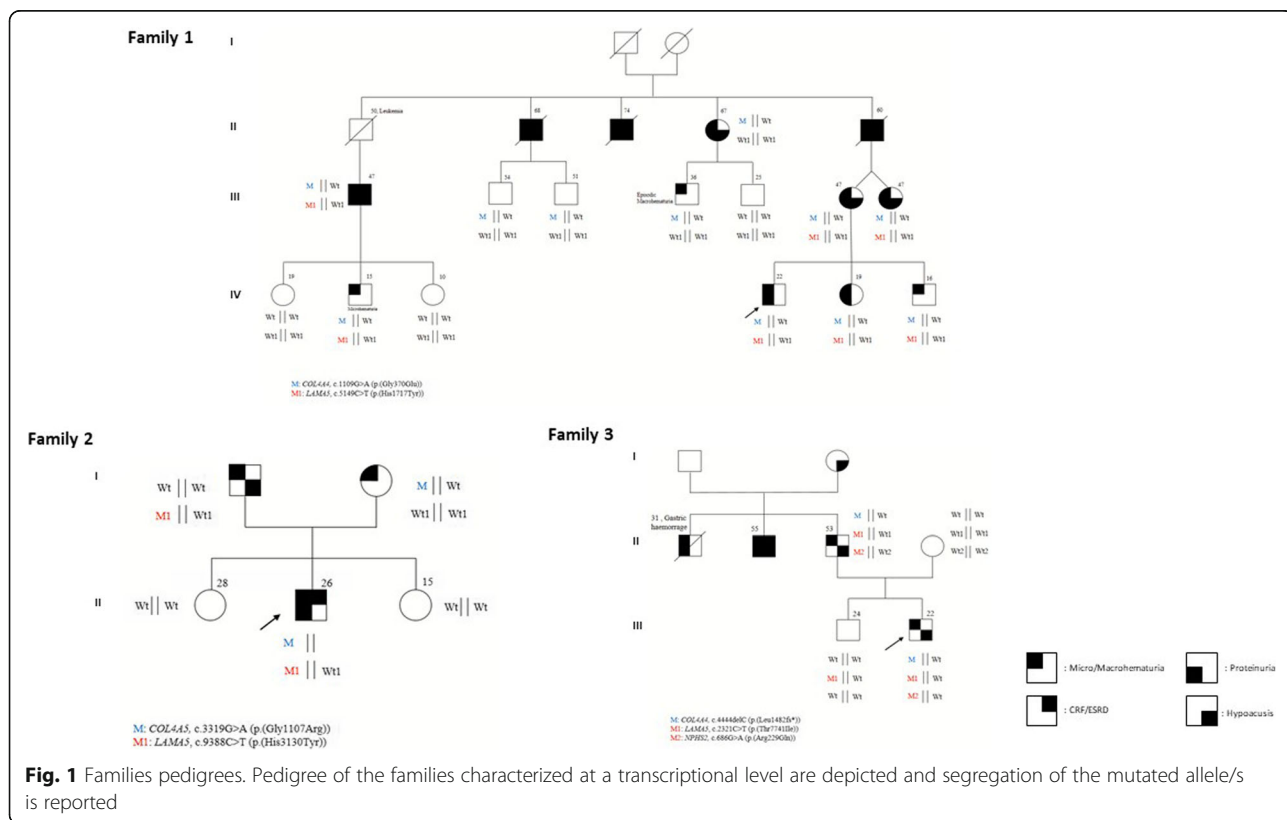 Family 1
I
50, Leukemia
68
74
67
60
II
M || Wt
Wt1 || Wt1
47
54
51
Episodic
Macrohematuria
36
25
47
47
III
M || Wt
M1 || Wt1
M || Wt
Wt1 || Wt1
M || Wt
Wt1 || Wt1
M || Wt
Wt1 || Wt1
Wt || Wt
Wt1 || Wt1
M || Wt
M1 || Wt1
M || Wt
M1 || Wt1
19
15
10
22
19
16
IV
Microhematuria
Wt || Wt
Wt1 || Wt1
M || Wt
M1 || Wt1
Wt || Wt
Wt1 || Wt1
M || Wt
M1 || Wt1
M || Wt
M1 || Wt1
M || Wt
M1 || Wt1
M: COL4A4, c.1109G>A (p.(Gly370Glu))
M1: LAMA5, c.5149C>T (p.(His1717Tyr))
Family 2
I
Wt || Wt
M1 || Wt1
M || Wt
Wt1 || Wt1
II
28
26
15
Wt || Wt
Wt || Wt
M ||
M1 || Wt1
M: COL4A5, c.3319G>A (p.(Gly1107Arg))
M1: LAMA5, c.9388C>T (p.(His3130Tyr))
Family 3
I
31 , Gastric
haemorrage
55
53
M || Wt
M1 || Wt1
M2 || Wt2
Wt || Wt
Wt1 || Wt1
Wt2 || Wt2
II
24
22
III
Wt || Wt
M1 || Wt
Wt || Wt
M || Wt
M1 || Wt
M2 || Wt
M: COL4A4, c.4444delC (p.(Leu1482fs*))
M1: LAMA5, c.2321C>T (p.(Thr7741Ile))
M2: NPHS2, c.686G>A (p.(Arg229Gln))
: Micro/Macrohematuria
: Proteinuria
: CRF/ESRD
: Hypoacusis
Fig. 1 Families pedigrees. Pedigree of the families characterized at a transcriptional level are depicted and segregation of the mutated allele/s
is reported